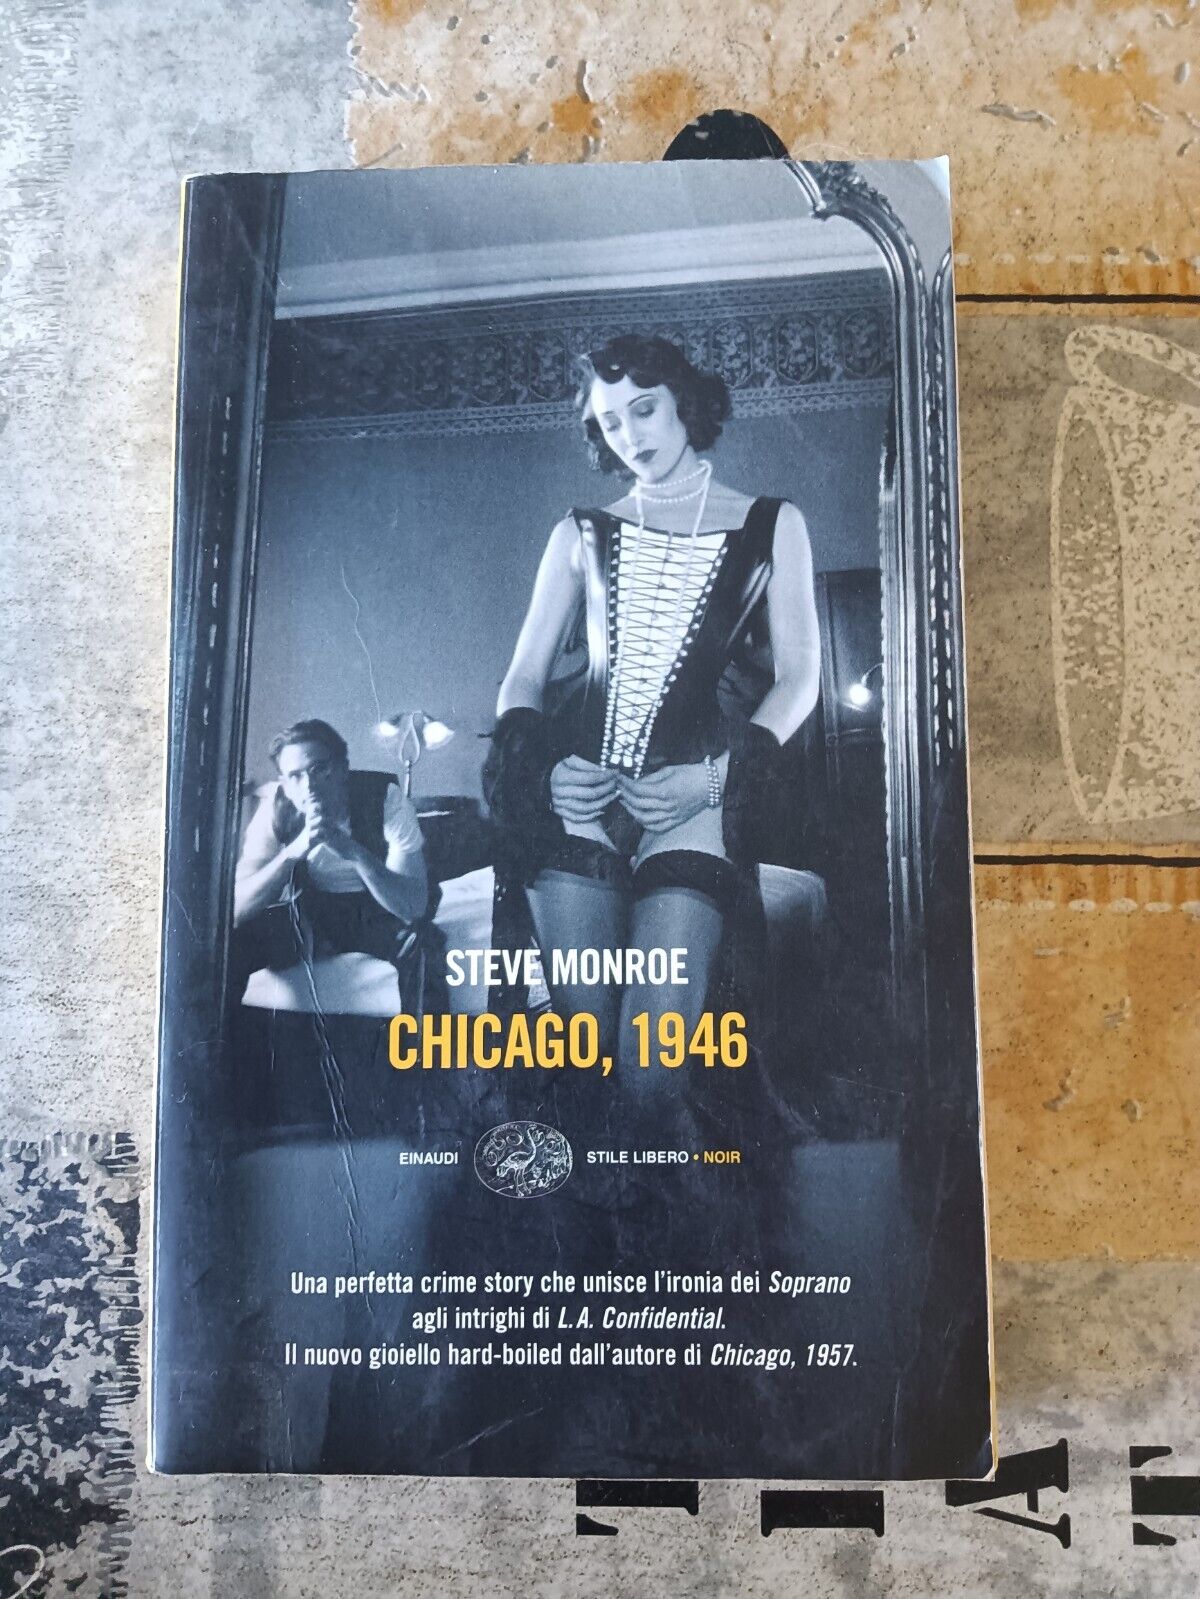 STEVE MONROE
CHICAGO, 1946
EINAUDI STILE LIBERO • NOIR
Una perfetta crime story che unisce l'ironia dei Soprano
agli intrighi di L.A. Confidential.
Il nuovo gioiello hard-boiled dall'autore di Chicago, 1957.